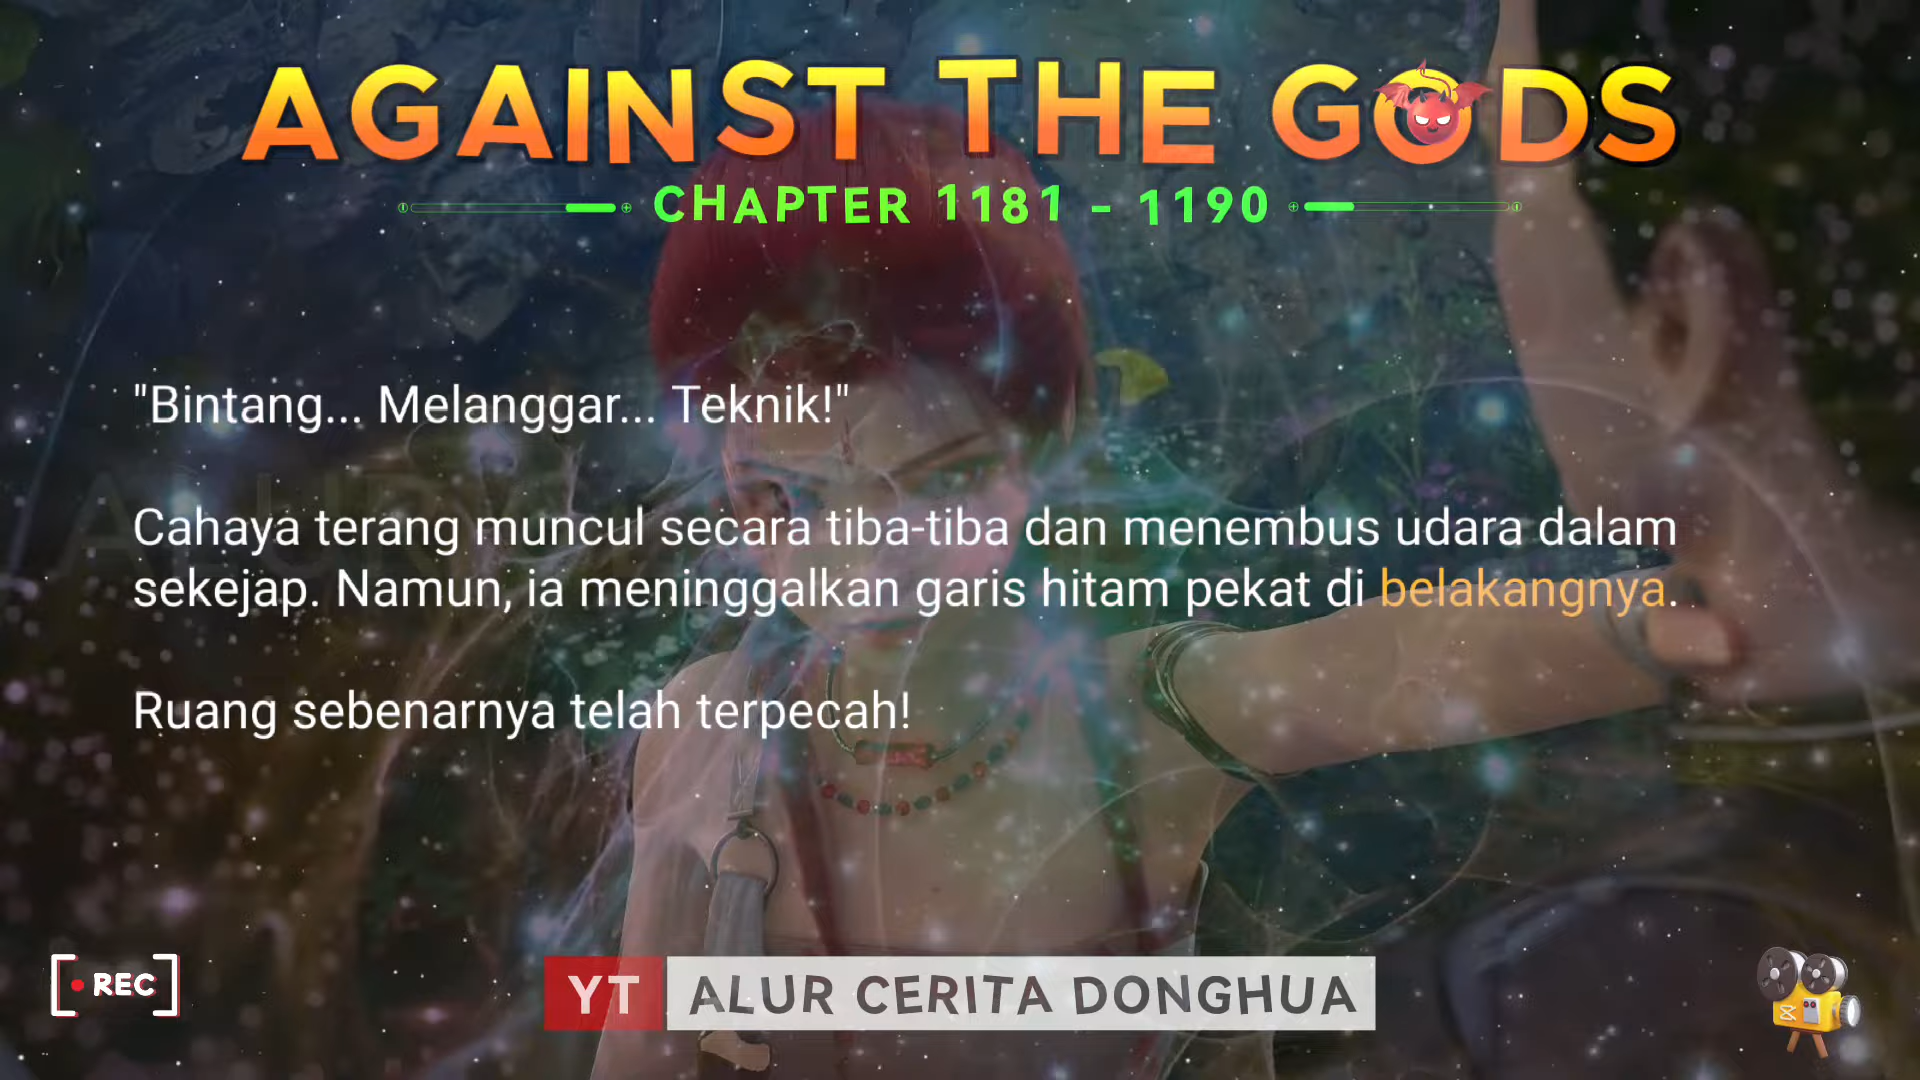 AGAINST THE GODS
CHAPTER 1181 - 1190
"Bintang... Melanggar... Teknik!"
Cahaya terang muncul secara tiba-tiba dan menembus udara dalam
sekejap. Namun, ia meninggalkan garis hitam pekat di belakangnya.
Ruang sebenarnya telah terpecah!
REC
YT ALUR CERITA DONGHUA